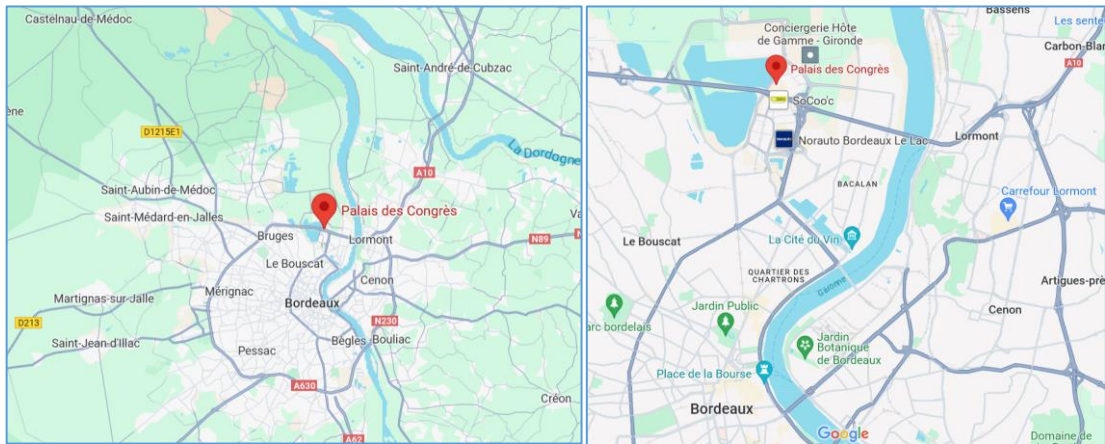 Castelnau-de-Médoc
Saint-André-de-Cubzac
ène
D1215E1
La Dordogne
A10
Saint-Aubin-de-Médoc
Palais des Congrès
Va
Saint-Médard-en-Jalles
Bruges
Lormont
N89
N
Le Bouscat
Cenon
Martignas-sur-Jalle
Mérignac
Bordeaux
D213
N230
Saint-Jean-d'Illac
Bègles
Bouliac
Pessac
A630
Créon
A62
Bassens
Conciergerie Hôte
de Gamme - Gironde
Les sente
Carbon-Bla
A10
Palais des Congrès
SoCoo'c
Norauto Bordeaux Le Lac
Lormont
BACALAN
Carrefour Lormont
Le Bouscat
La Cité du Vin
QUARTIER DES
CHARTRONS
Garonne
Artigues-prè
Jardin Public
Cenon
arc bordelais
Jardin
Botanique
de Bordeaux
Place de la Bourse
Bordeaux
Google
Domaine de